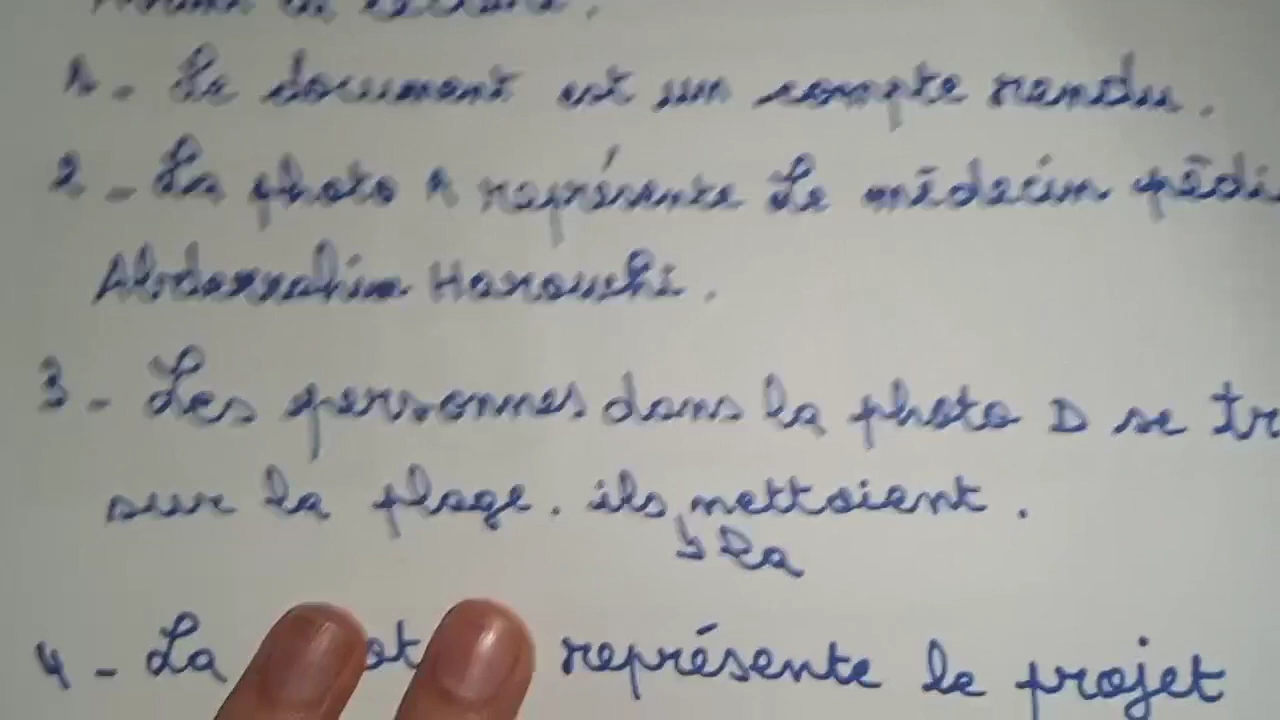 1 - Le document est un compte rendu.
2 - La photo A représente Le médecin
Abderrahim Harouchi.
3 - Les personnes dans la photo D se
sur la plage. ils nettoient.
La
4 - La représente le projet